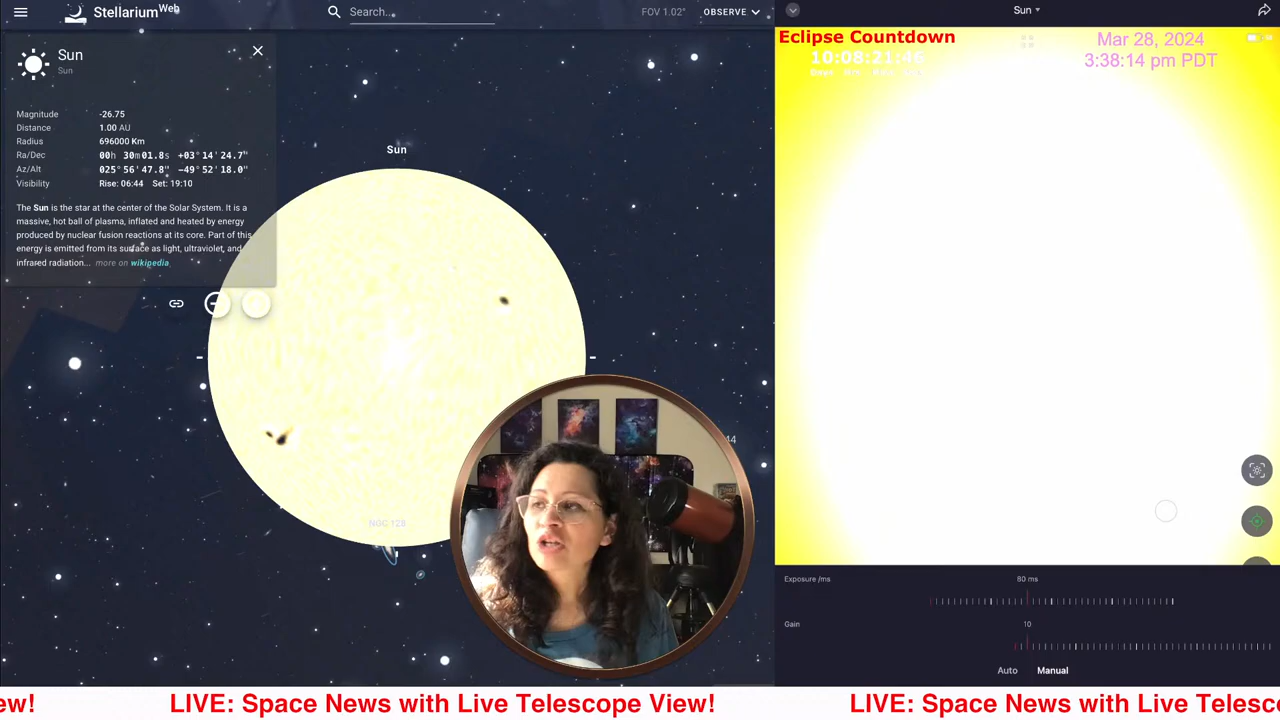 Stellarium Web
Search...
FOV 1.02°
OBSERVE
Sun
Sun
Magnitude -26.75
Distance 1.00 AU
Radius 696000 Km
Ra/Dec 00h 30m01.8s +03°14'24.7"
Az/Alt 025°56'47.8" -49°52'18.0"
Visibility Rise: 06:44 Set: 19:10
The Sun is the star at the center of the Solar System. It is a
massive, hot ball of plasma, inflated and heated by energy
produced by nuclear fusion reactions at its core. Part of this
energy is emitted from its surface as light, ultraviolet, and
infrared radiation... more on wikipedia
Sun
NGC 128
44
Sun
Eclipse Countdown
10:08:21:46
Mar 28, 2024
3:38:14 pm PDT
Exposure /ms
80 ms
Gain
10
Auto Manual
ew! LIVE: Space News with Live Telescope View! LIVE: Space News with Live Telesc